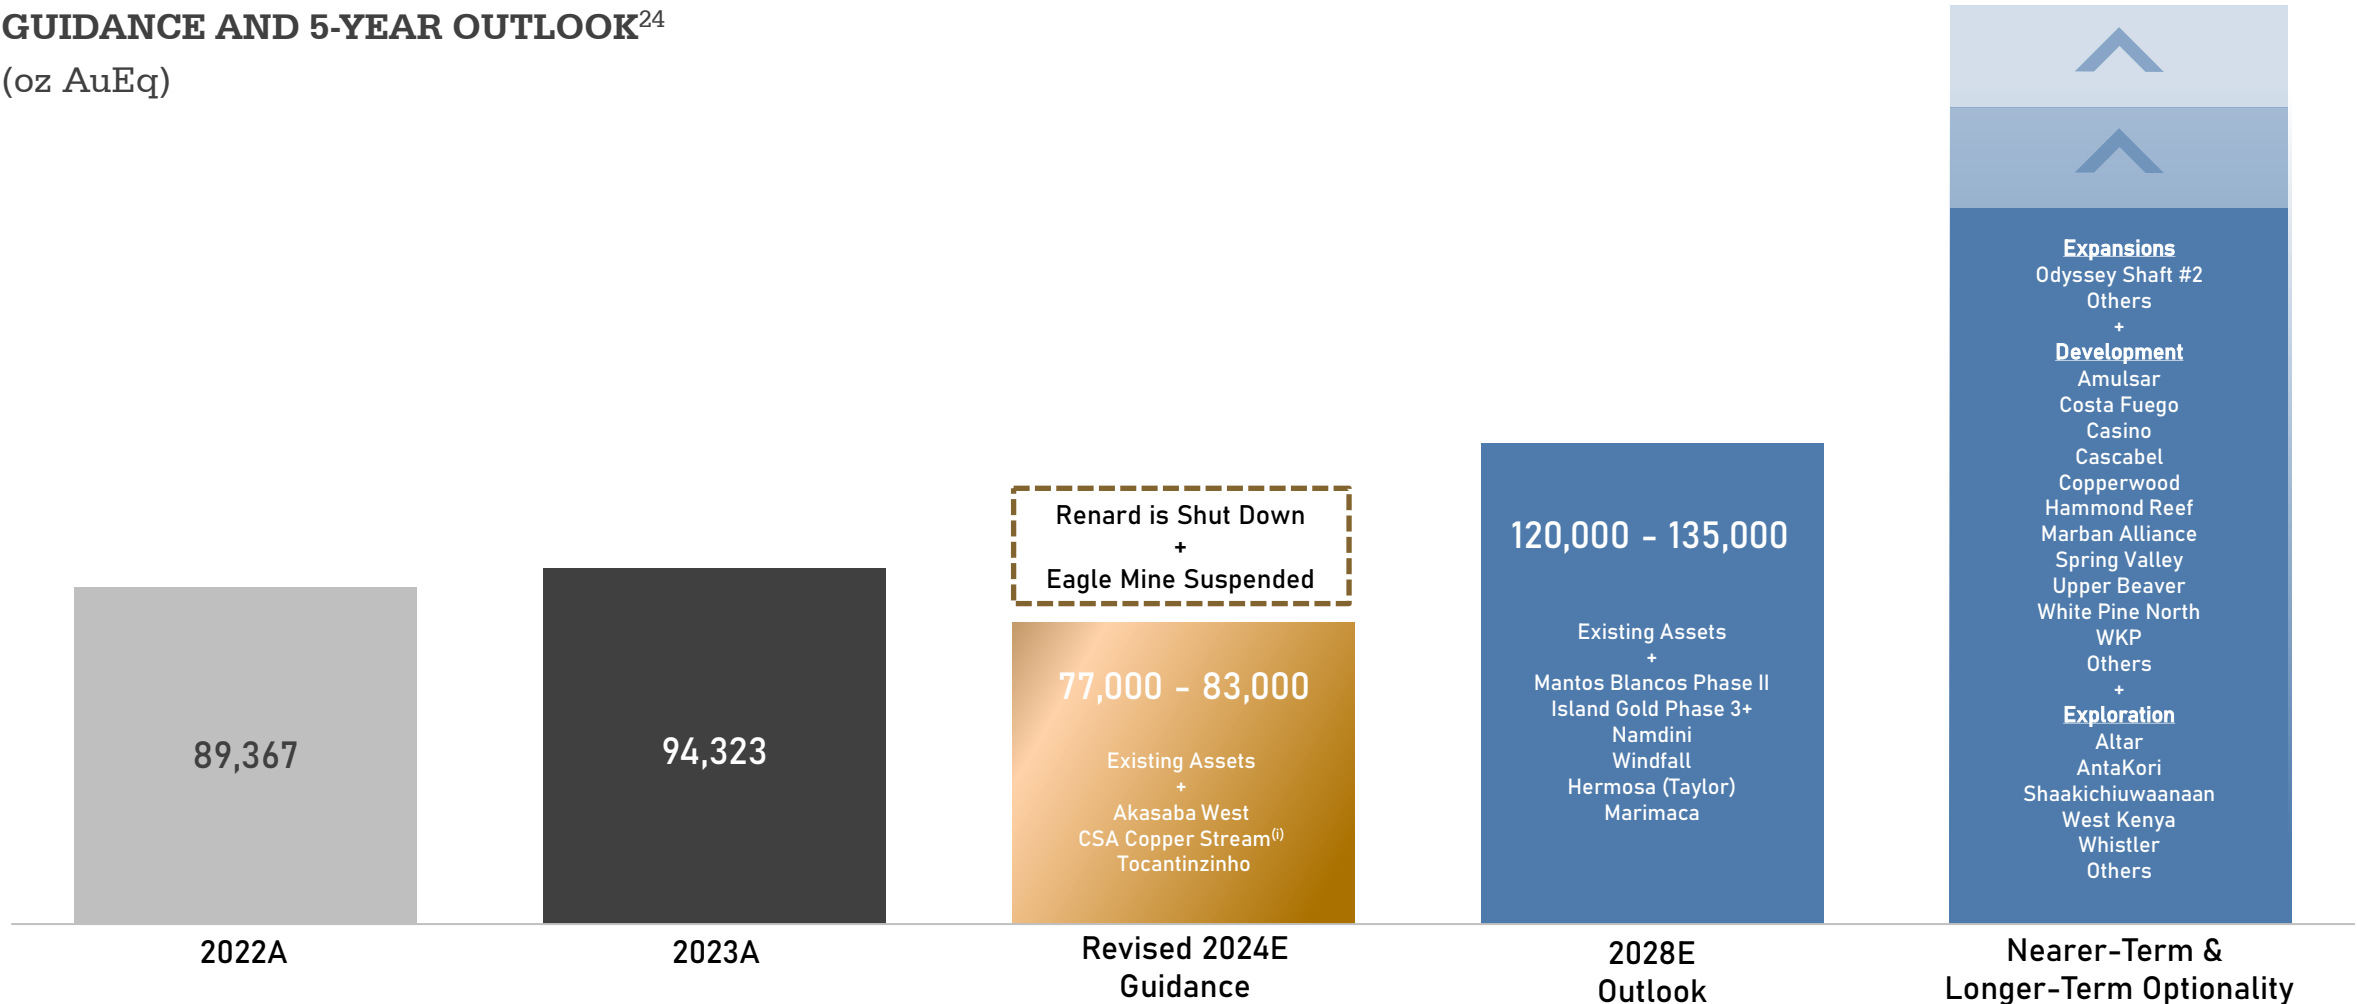 GUIDANCE AND 5-YEAR OUTLOOK24
(oz AuEq)
89,367
2022A
94,323
2023A
Renard is Shut Down
+
Eagle Mine Suspended
77,000 - 83,000
Existing Assets
+
Akasaba West
CSA Copper Stream(i)
Tocantinzinho
Revised 2024E
Guidance
120,000 - 135,000
Existing Assets
+
Mantos Blancos Phase II
Island Gold Phase 3+
Namdini
Windfall
Hermosa (Taylor)
Marimaca
2028E
Outlook
Expansions
Odyssey Shaft #2
Others
+
Development
Amulsar
Costa Fuego
Casino
Cascabel
Copperwood
Hammond Reef
Marban Alliance
Spring Valley
Upper Beaver
White Pine North
WKP
Others
+
Exploration
Altar
AntaKori
Shaakichiuwaanaan
West Kenya
Whistler
Others
Nearer-Term &
Longer-Term Optionality